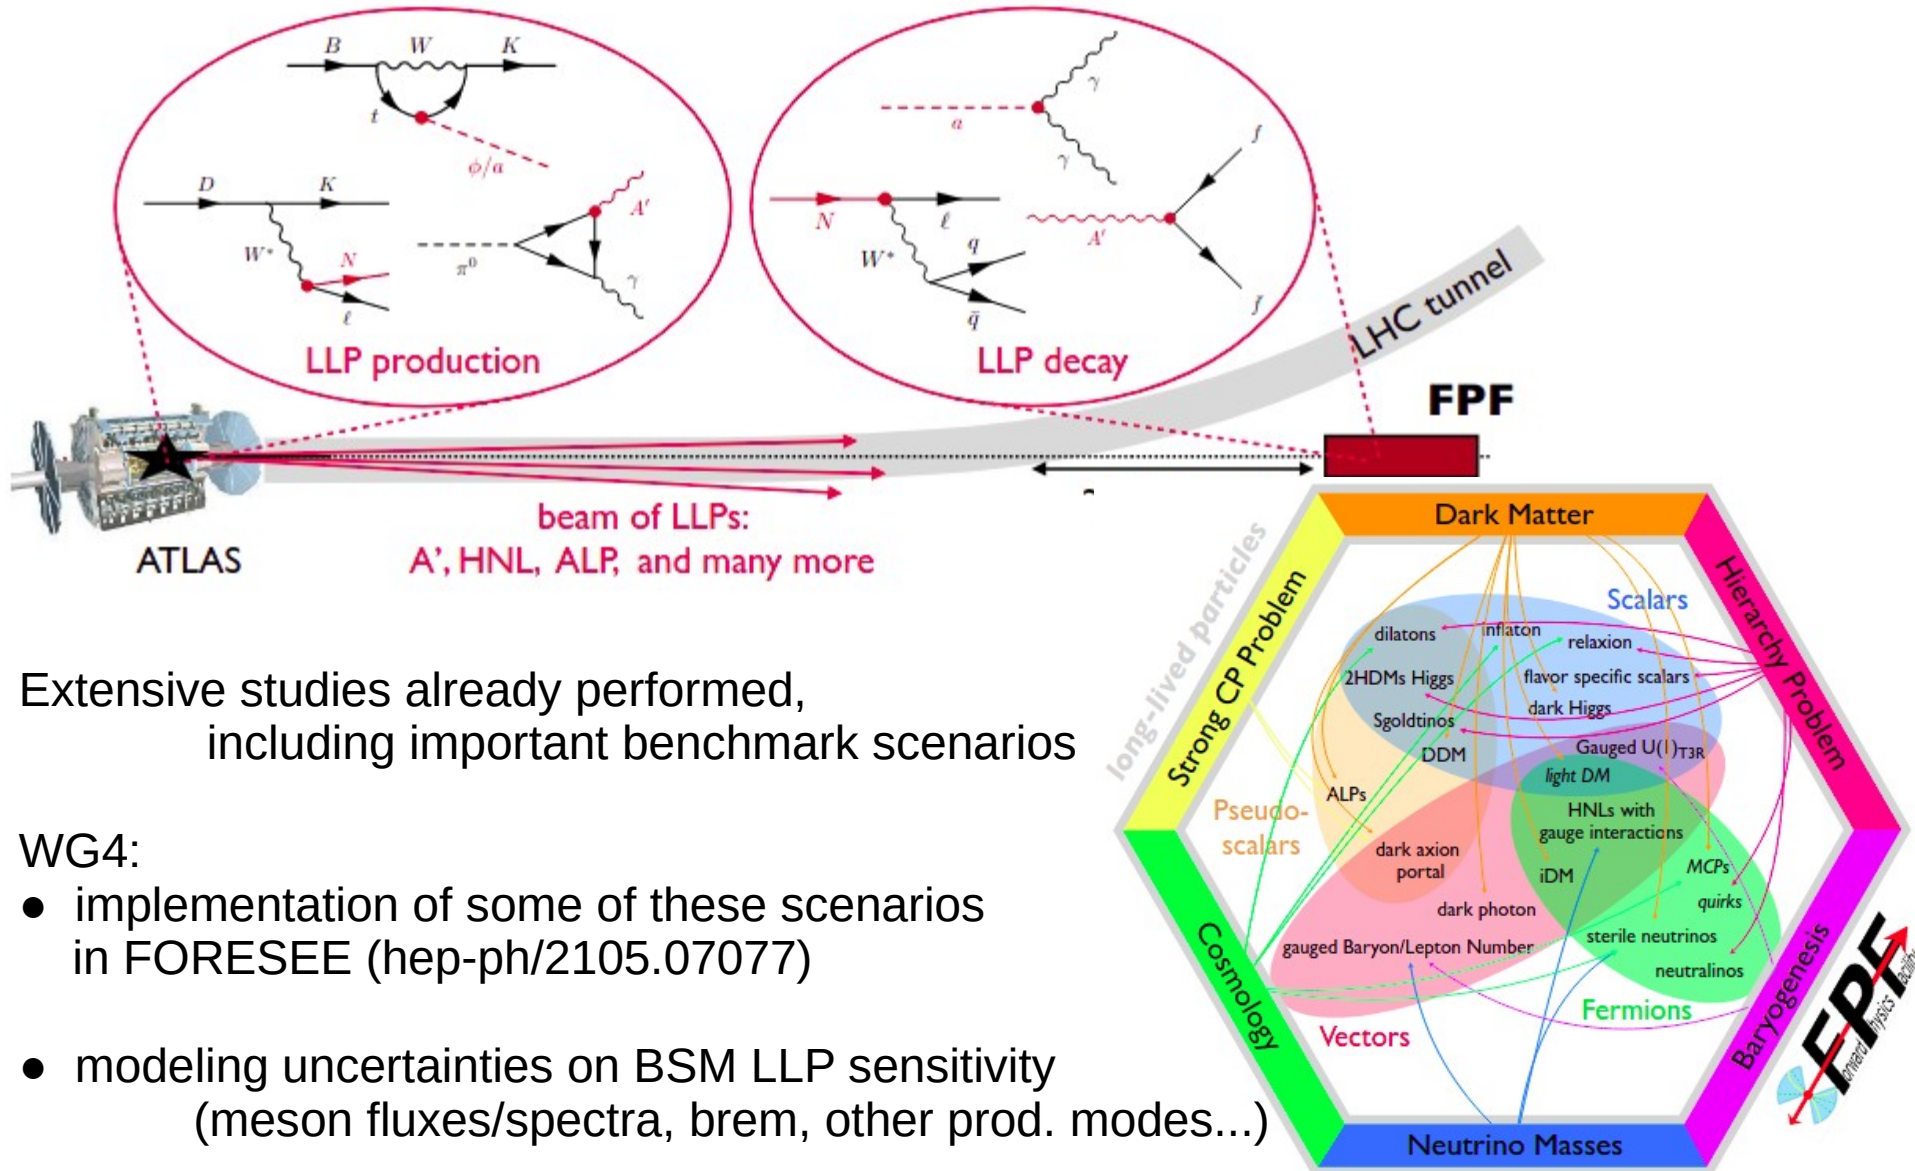 B W K
t
ϕ/a
D K
W*
N
ℓ
π⁰
A′
γ
LLP production
a
γ
γ
N
ℓ
W*
q
q̄
A′
f
f̄
LLP decay
LHC tunnel
FPF
ATLAS
beam of LLPs:
A', HNL, ALP, and many more
Extensive studies already performed,
including important benchmark scenarios
WG4:
● implementation of some of these scenarios
in FORESEE (hep-ph/2105.07077)
● modeling uncertainties on BSM LLP sensitivity
(meson fluxes/spectra, brem, other prod. modes...)
long-lived particles
Dark Matter
Hierarchy Problem
Baryogenesis
Neutrino Masses
Cosmology
Strong CP Problem
Scalars
dilatons
inflaton
relaxion
2HDMs Higgs
flavor specific scalars
dark Higgs
Sgoldtinos
DDM
Gauged U(1)T3R
light DM
ALPs
Pseudo-
scalars
HNLs with
gauge interactions
dark axion
portal
iDM
MCPs
quirks
dark photon
gauged Baryon/Lepton Number
sterile neutrinos
neutralinos
Fermions
Vectors
FPF
Forward Physics Facility